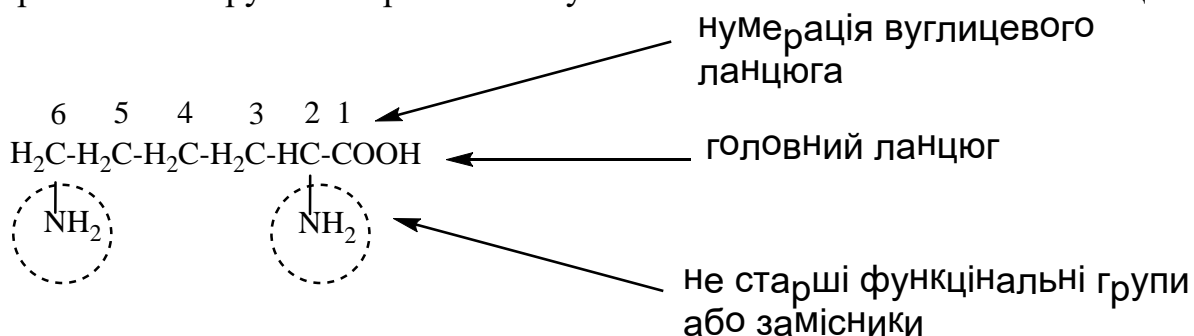 нумерація вуглицевого
ланцюга
6 5 4 3 2 1
H₂C-H₂C-H₂C-H₂C-HC-COOH
головний ланцюг
NH₂ NH₂
не старші функцінальні групи
або замісники